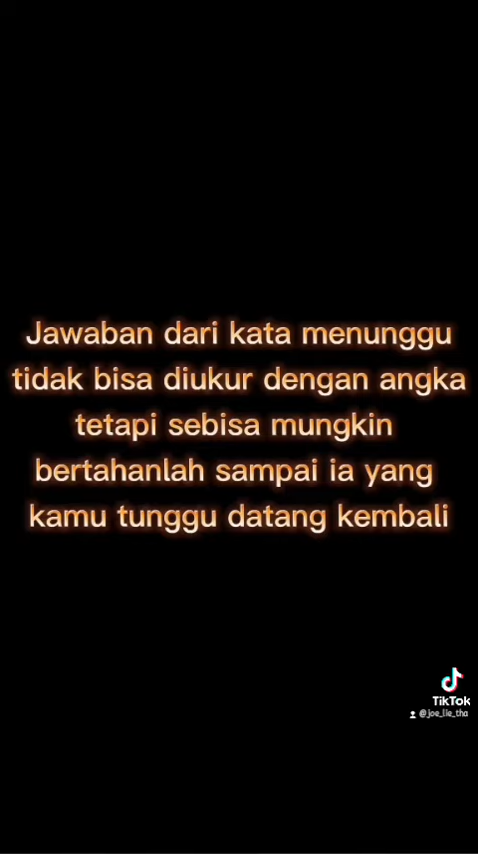 Jawaban dari kata menunggu
tidak bisa diukur dengan angka
tetapi sebisa mungkin
bertahanlah sampai ia yang
kamu tunggu datang kembali
TikTok
@joe_lie_tha